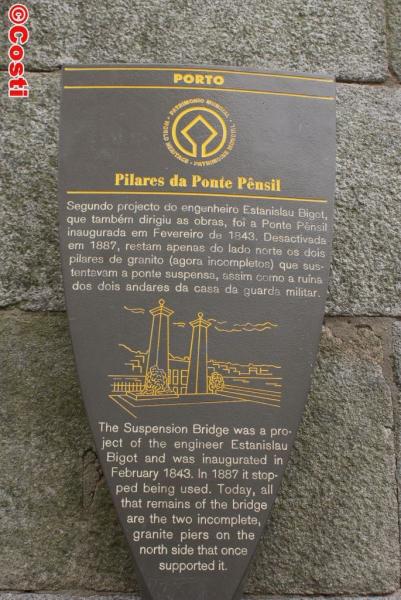 ©Costi
PORTO
PATRIMONIO MUNDIAL
WORLD HERITAGE
PATRIMOINE MONDIAL
Pilares da Ponte Pênsil
Segundo projecto do engenheiro Estanislau Bigot,
que também dirigiu as obras, foi a Ponte Pênsil
inaugurada em Fevereiro de 1843. Desactivada
em 1887, restam apenas do lado norte os dois
pilares de granito (agora incompletos) que sus-
tentavam a ponte suspensa, assim como a ruína
dos dois andares da casa da guarda militar.
The Suspension Bridge was a pro-
ject of the engineer Estanislau
Bigot and was inaugurated in
February 1843. In 1887 it stop-
ped being used. Today, all
that remains of the bridge
are the two incomplete,
granite piers on the
north side that once
supported it.